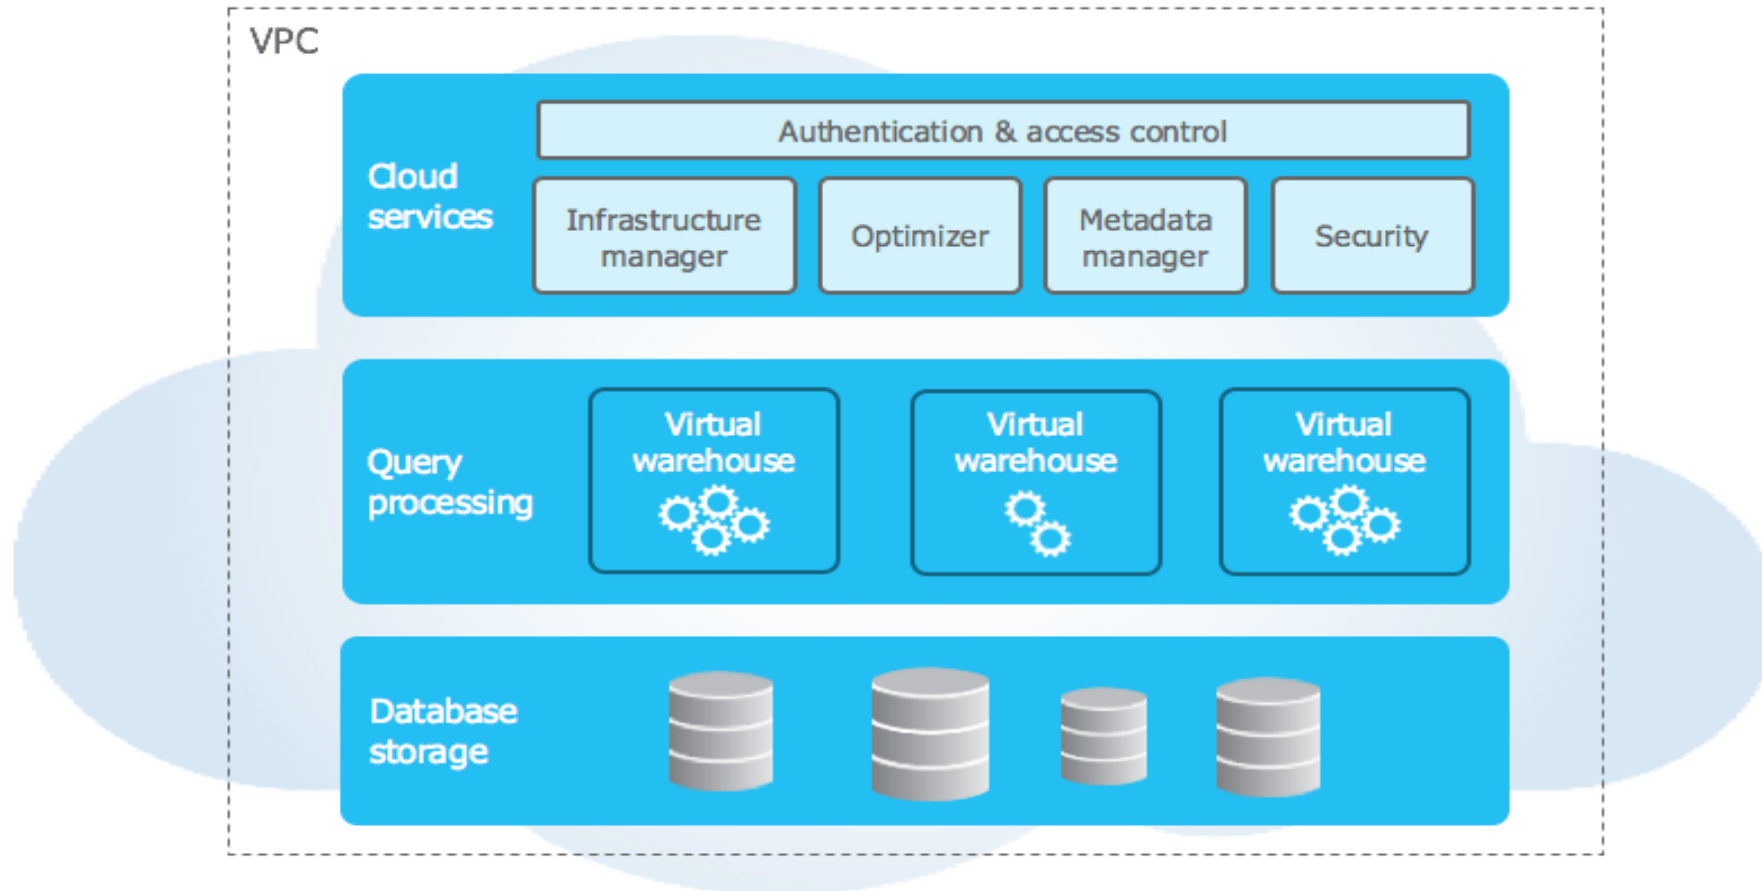 VPC
Authentication & access control
Cloud
services
Infrastructure
manager
Optimizer
Metadata
manager
Security
Query
processing
Virtual
warehouse
Virtual
warehouse
Virtual
warehouse
Database
storage